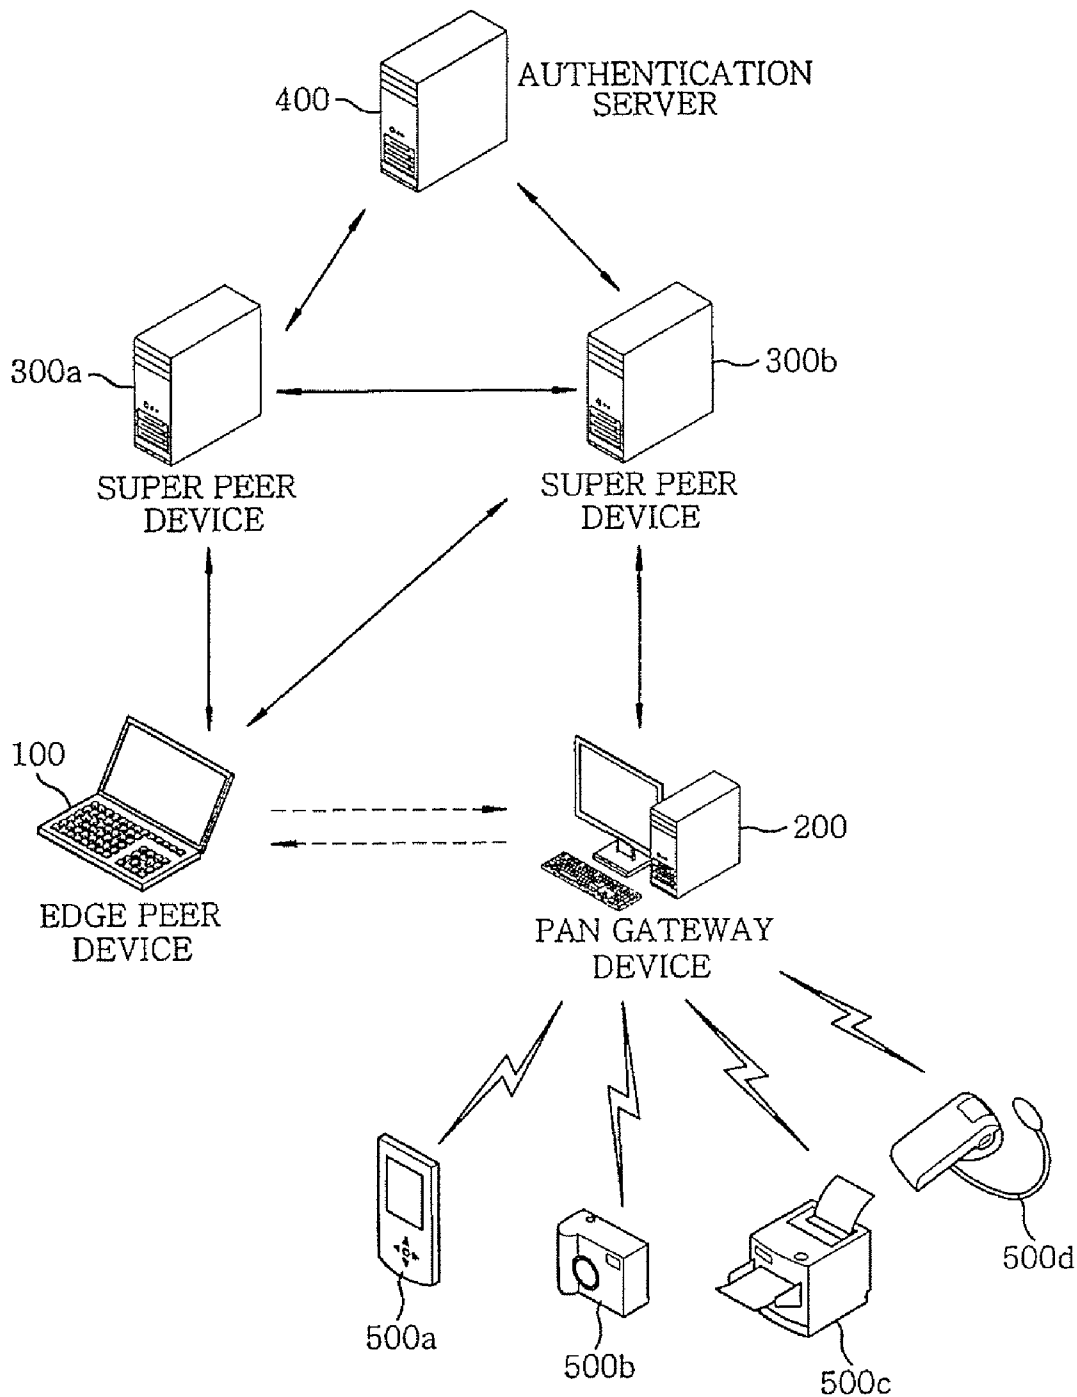 AUTHENTICATION
SERVER
400
300a
300b
SUPER PEER
DEVICE
SUPER PEER
DEVICE
100
200
EDGE PEER
DEVICE
PAN GATEWAY
DEVICE
500a
500b
500c
500d